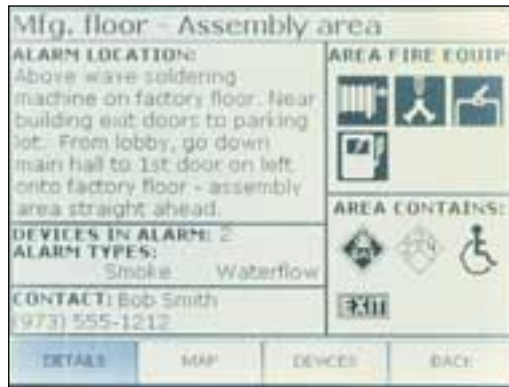 Mfg. floor - Assembly area
ALARM LOCATION:
Above wave soldering
machine on factory floor. Near
building exit doors to parking
lot. From lobby, go down
main hall to 1st door on left
onto factory floor - assembly
area straight ahead.
DEVICES IN ALARM: 2
ALARM TYPES:
Smoke Waterflow
CONTACT: Bob Smith
(973) 555-1212
AREA FIRE EQUIP:
AREA CONTAINS:
EXIT
DETAILS MAP DEVICES BACK